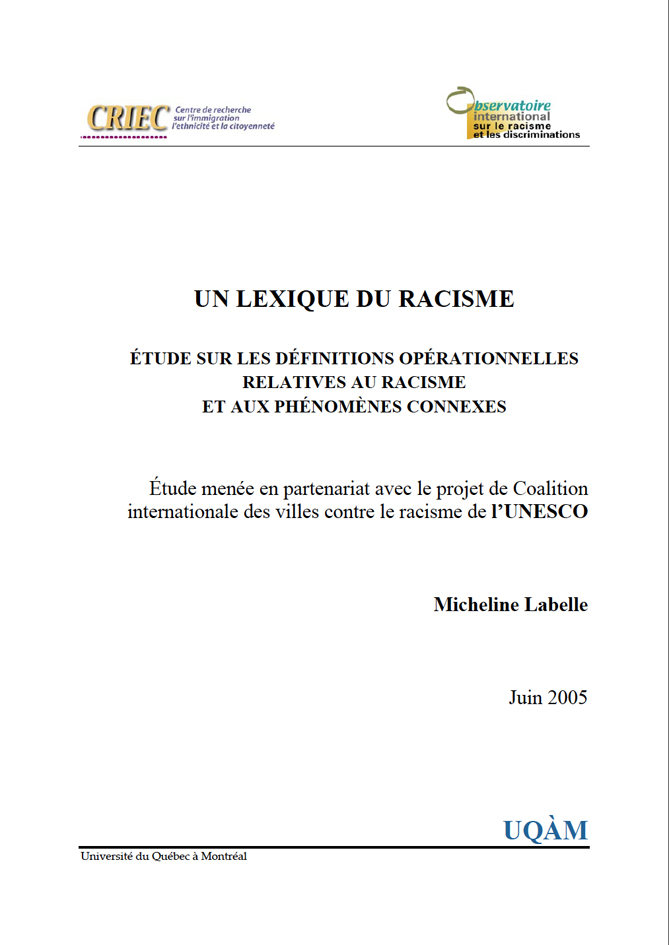 CRIEC
Centre de recherche
sur l'immigration
l'ethnicité et la citoyenneté
Observatoire
international
sur le racisme
et les discriminations
UN LEXIQUE DU RACISME
ÉTUDE SUR LES DÉFINITIONS OPÉRATIONNELLES
RELATIVES AU RACISME
ET AUX PHÉNOMÈNES CONNEXES
Étude menée en partenariat avec le projet de Coalition
internationale des villes contre le racisme de l'UNESCO
Micheline Labelle
Juin 2005
UQÀM
Université du Québec à Montréal